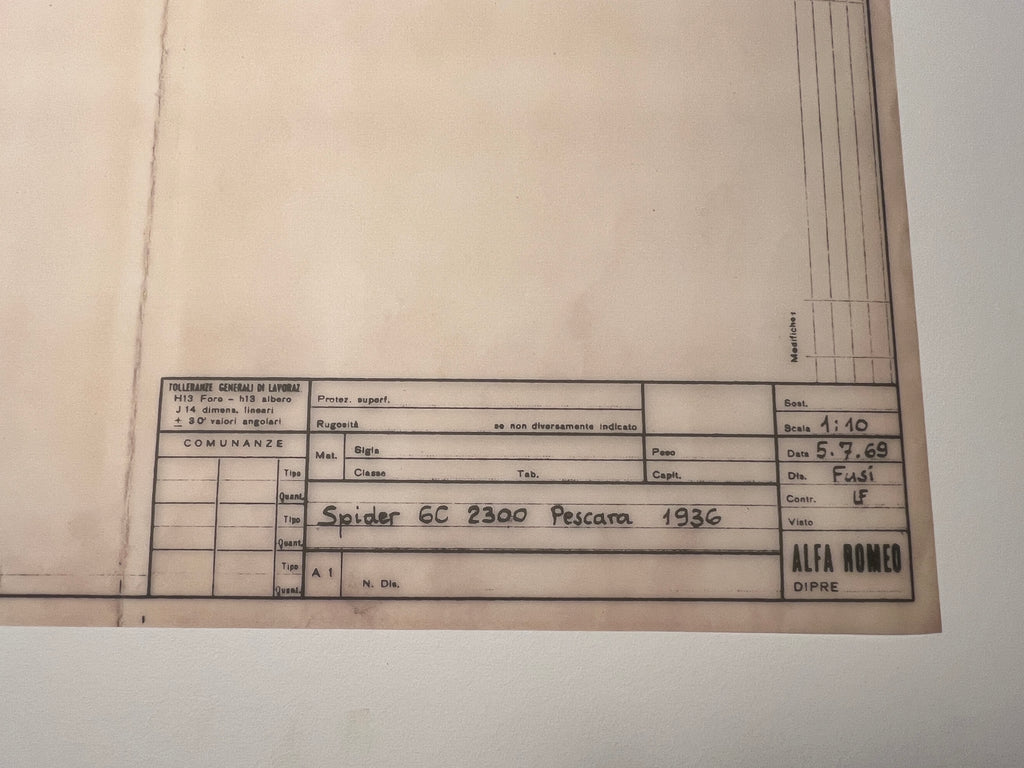 Modifiche:
TOLLERANZE GENERALI DI LAVORAZ.
H13 Foro - h13 albero
J 14 dimens. lineari
± 30' valori angolari
COMUNANZE
Tipo
Quant.
Tipo
Quant.
Tipo
Quant.
Protez. superf.
Rugosità se non diversamente indicato
Mat. Sigla Peso
Classe Tab. Capit.
Spider 6C 2300 Pescara 1936
A 1 N. Dis.
Sost.
Scala 1:10
Data 5.7.69
Dis. Fusi
Contr. LF
Visto
ALFA ROMEO
DIPRE